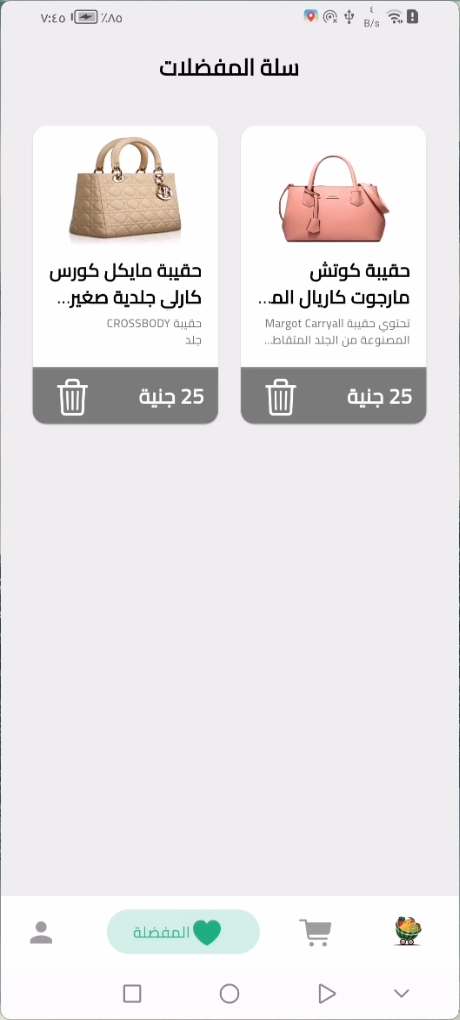 ٧:٤٥
٪٨٥
٤
B/s
سلة المفضلات
حقيبة كوتش
مارجوت كاريال الم...
تحتوي حقيبة Margot Carryall
المصنوعة من الجلد المتقاط...
25 جنية
حقيبة مايكل كورس
كارلى جلدية صغير...
حقيبة CROSSBODY
جلد
25 جنية
المفضلة